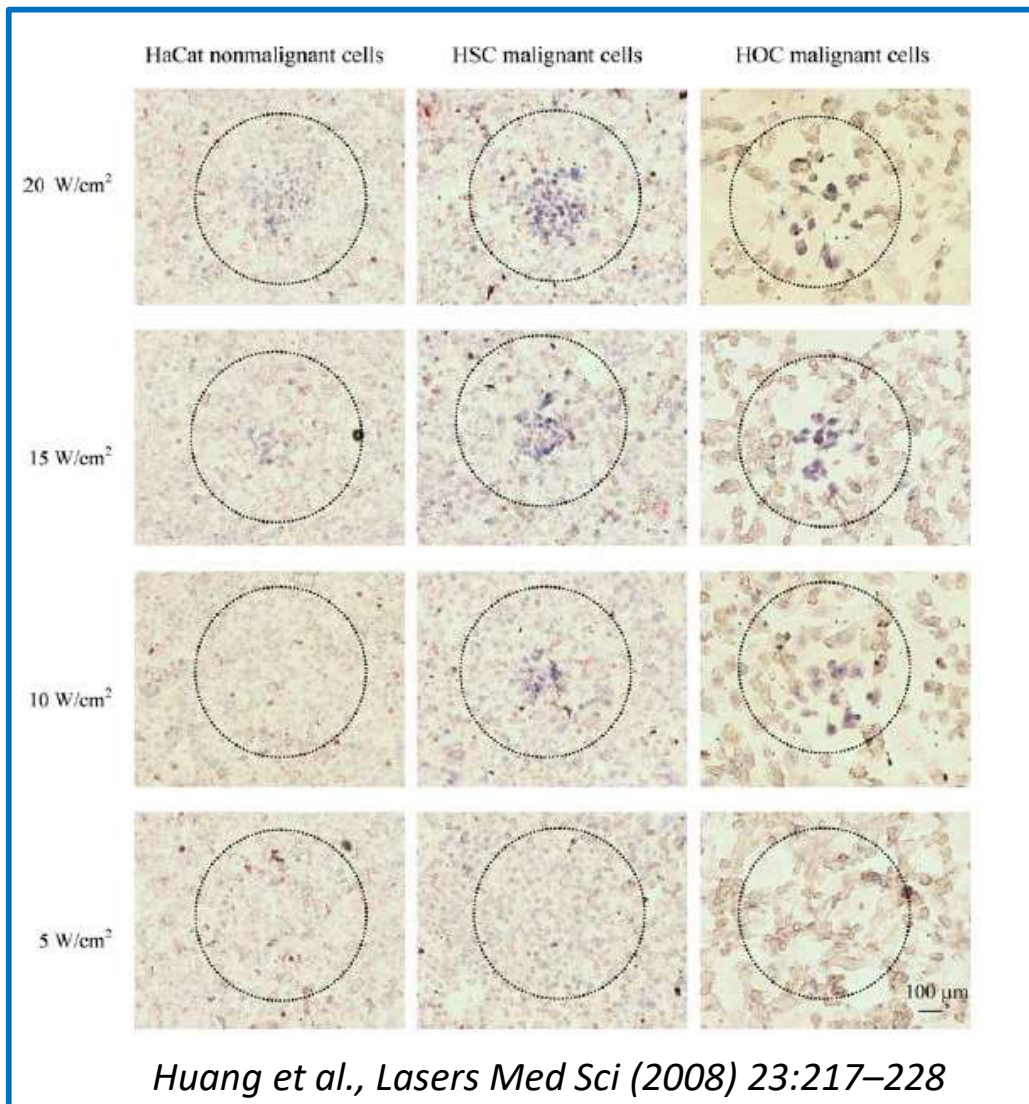 HaCat nonmalignant cells HSC malignant cells HOC malignant cells
20 W/cm²
15 W/cm²
10 W/cm²
5 W/cm²
100 μm
Huang et al., Lasers Med Sci (2008) 23:217–228